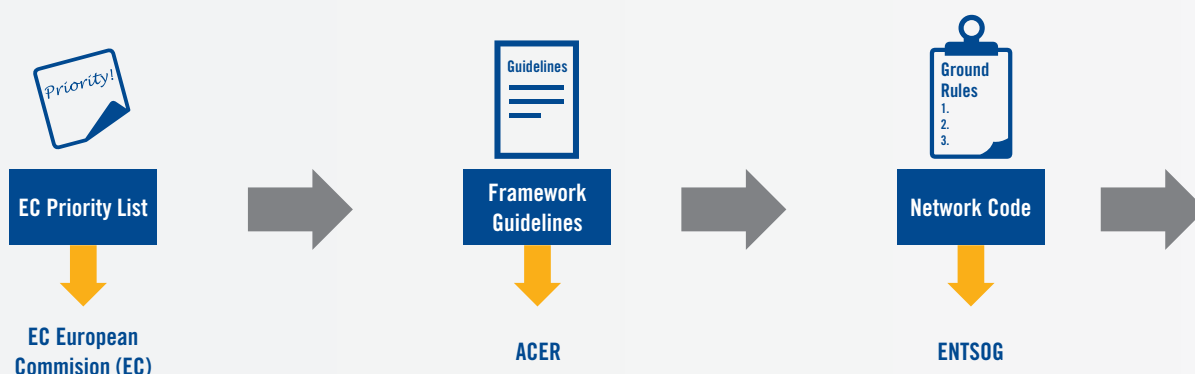 Priority!
EC Priority List
EC European
Commision (EC)
Guidelines
Framework
Guidelines
ACER
Ground
Rules
1.
2.
3.
Network Code
ENTSOG